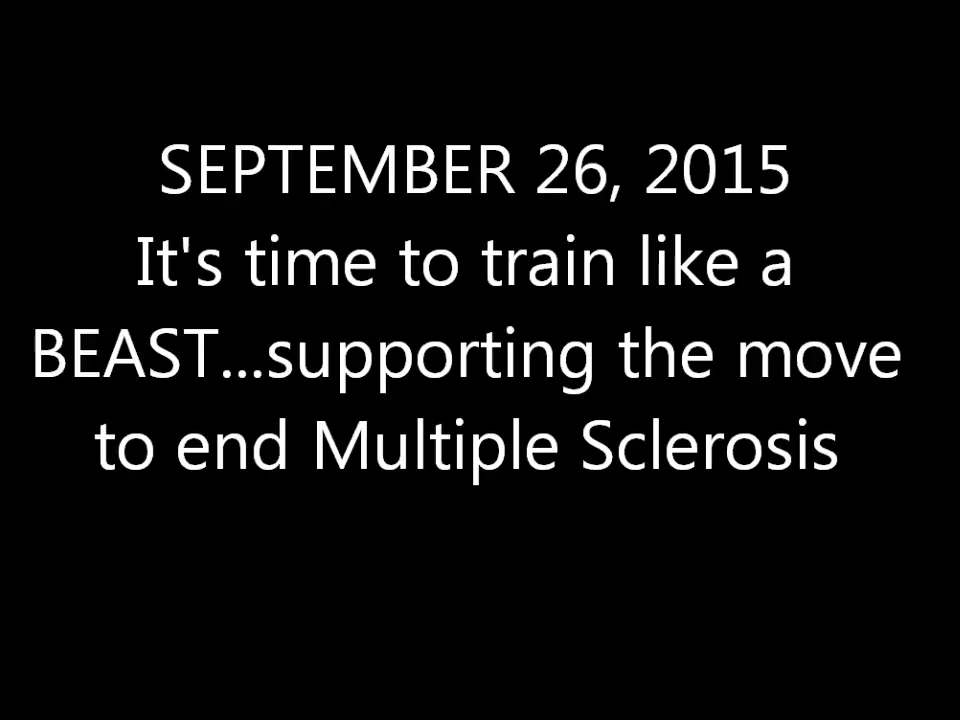 SEPTEMBER 26, 2015
It's time to train like a
BEAST...supporting the move
to end Multiple Sclerosis